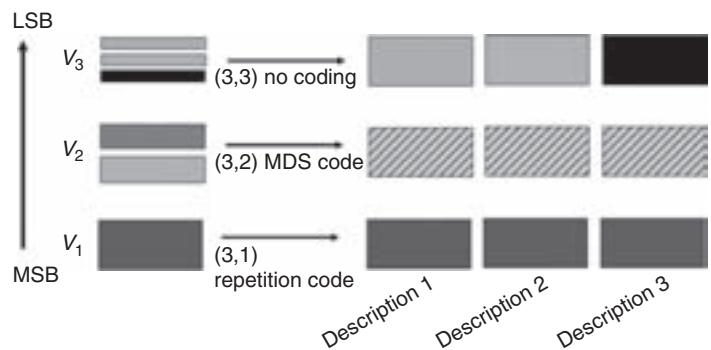 LSB
V3
(3,3) no coding
V2
(3,2) MDS code
V1
(3,1)
MSB
repetition code
Description 1
Description 2
Description 3